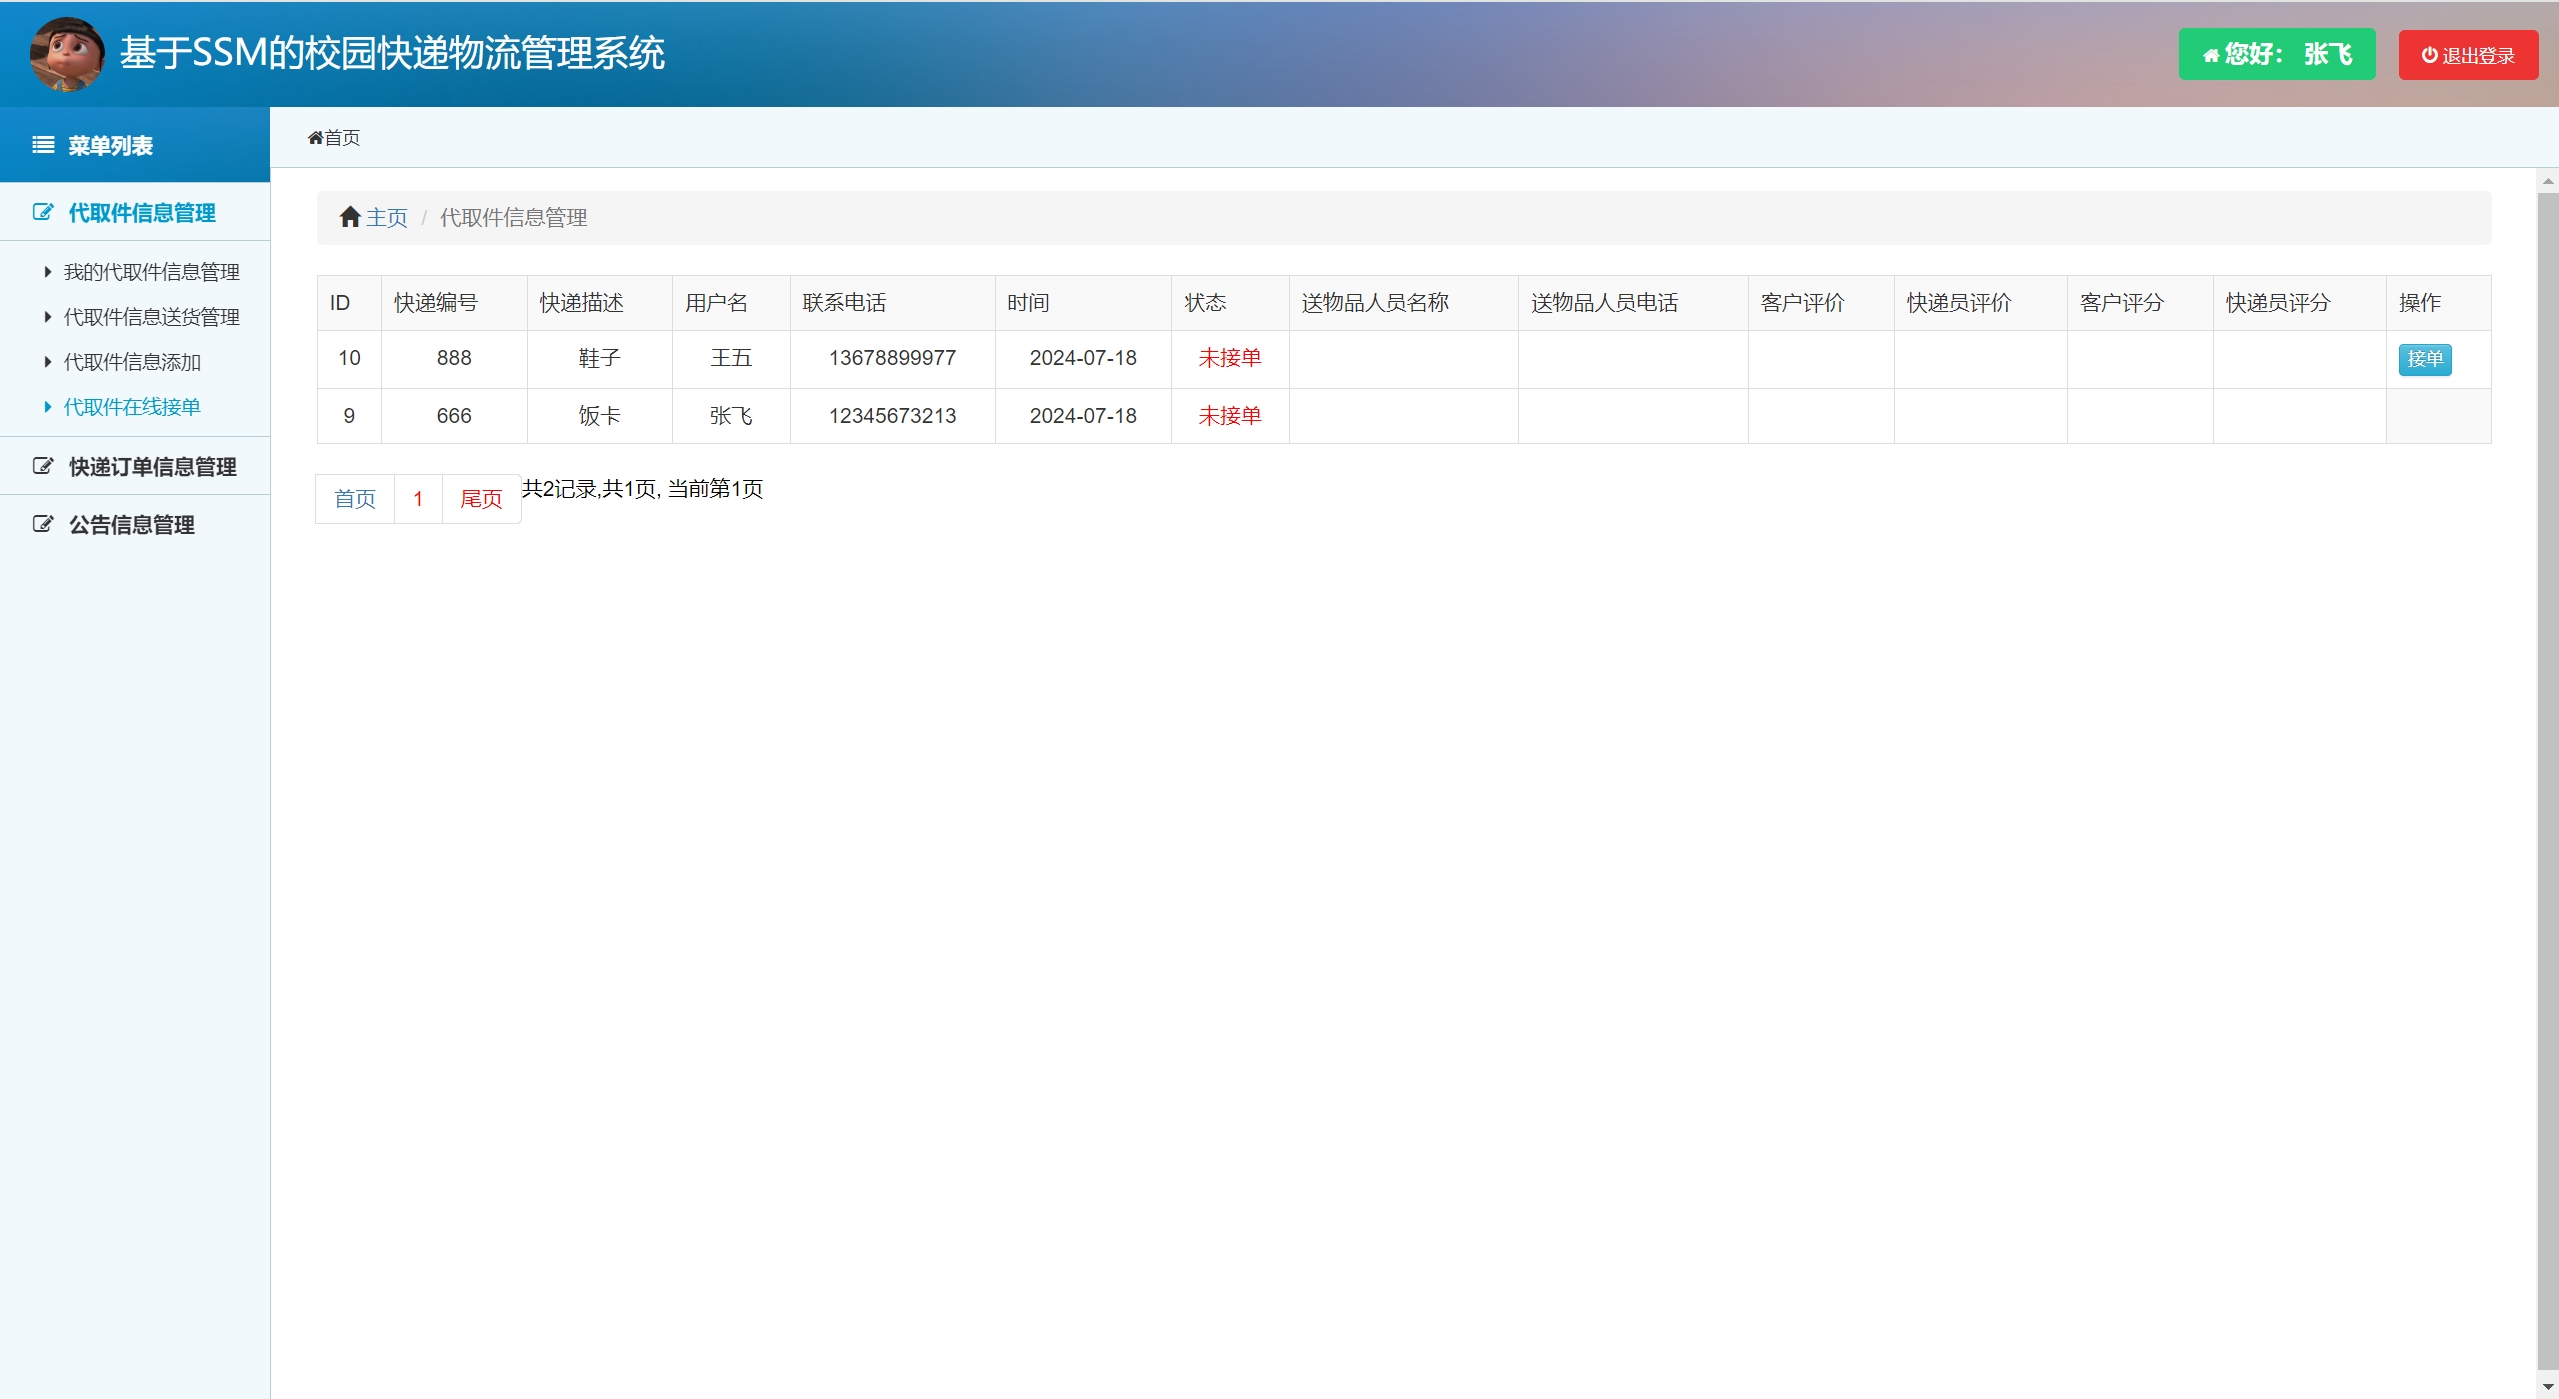 基于SSM的校园快递物流管理系统
您好： 张飞
退出登录
菜单列表
首页
代取件信息管理
我的代取件信息管理
代取件信息送货管理
代取件信息添加
代取件在线接单
快递订单信息管理
公告信息管理
主页 / 代取件信息管理
ID 快递编号 快递描述 用户名 联系电话 时间 状态 送物品人员名称 送物品人员电话 客户评价 快递员评价 客户评分 快递员评分 操作
10 888 鞋子 王五 13678899977 2024-07-18 未接单 接单
9 666 饭卡 张飞 12345673213 2024-07-18 未接单
首页 1 尾页 共2记录,共1页, 当前第1页